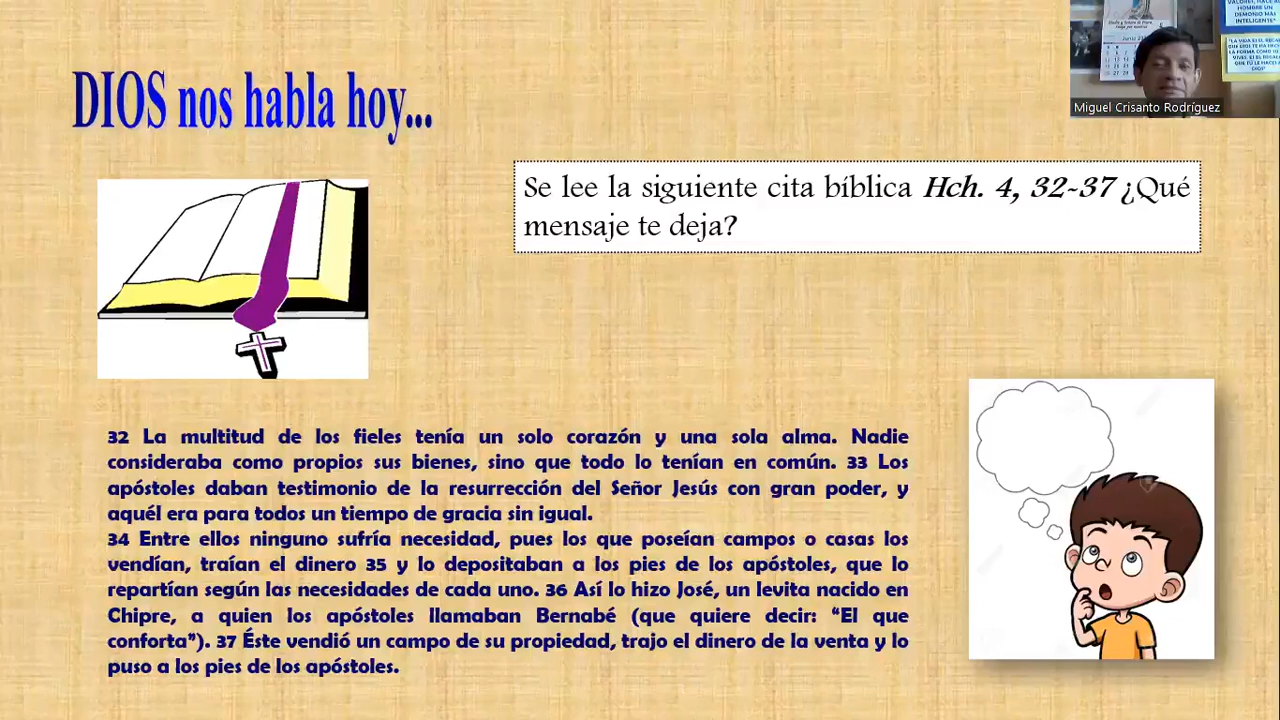 DIOS nos habla hoy...
Se lee la siguiente cita bíblica Hch. 4, 32-37 ¿Qué
mensaje te deja?
32 La multitud de los fieles tenía un solo corazón y una sola alma. Nadie
consideraba como propios sus bienes, sino que todo lo tenían en común. 33 Los
apóstoles daban testimonio de la resurrección del Señor Jesús con gran poder, y
aquél era para todos un tiempo de gracia sin igual.
34 Entre ellos ninguno sufría necesidad, pues los que poseían campos o casas los
vendían, traían el dinero 35 y lo depositaban a los pies de los apóstoles, que lo
repartían según las necesidades de cada uno. 36 Así lo hizo José, un levita nacido en
Chipre, a quien los apóstoles llamaban Bernabé (que quiere decir: “El que
conforta”). 37 Éste vendió un campo de su propiedad, trajo el dinero de la venta y lo
puso a los pies de los apóstoles.
Miguel Crisanto Rodríguez
HOMBRE UN
DEMONIO MÁS
INTELIGENTE"